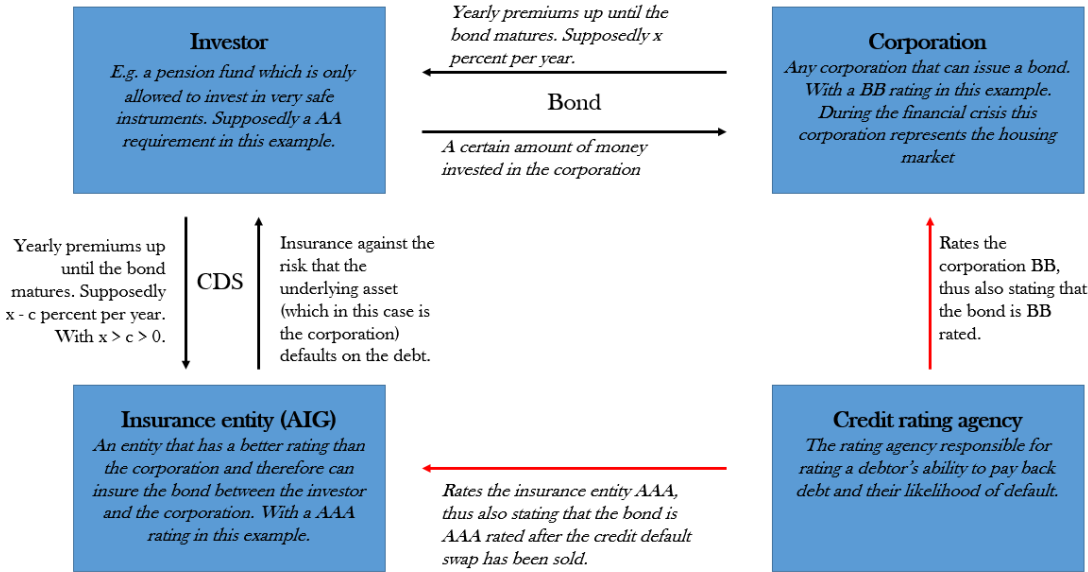 Investor
E.g. a pension fund which is only
allowed to invest in very safe
instruments. Supposedly a AA
requirement in this example.
Yearly premiums up until the
bond matures. Supposedly x
percent per year.
Bond
A certain amount of money
invested in the corporation
Corporation
Any corporation that can issue a bond.
With a BB rating in this example.
During the financial crisis this
corporation represents the housing
market
Yearly premiums up
until the bond
matures. Supposedly
x - c percent per year.
With x > c > 0.
CDS
Insurance against the
risk that the
underlying asset
(which in this case is
the corporation)
defaults on the debt.
Rates the
corporation BB,
thus also stating that
the bond is BB
rated.
Insurance entity (AIG)
An entity that has a better rating than
the corporation and therefore can
insure the bond between the investor
and the corporation. With a AAA
rating in this example.
Rates the insurance entity AAA,
thus also stating that the bond is
AAA rated after the credit default
swap has been sold.
Credit rating agency
The rating agency responsible for
rating a debtor's ability to pay back
debt and their likelihood of default.